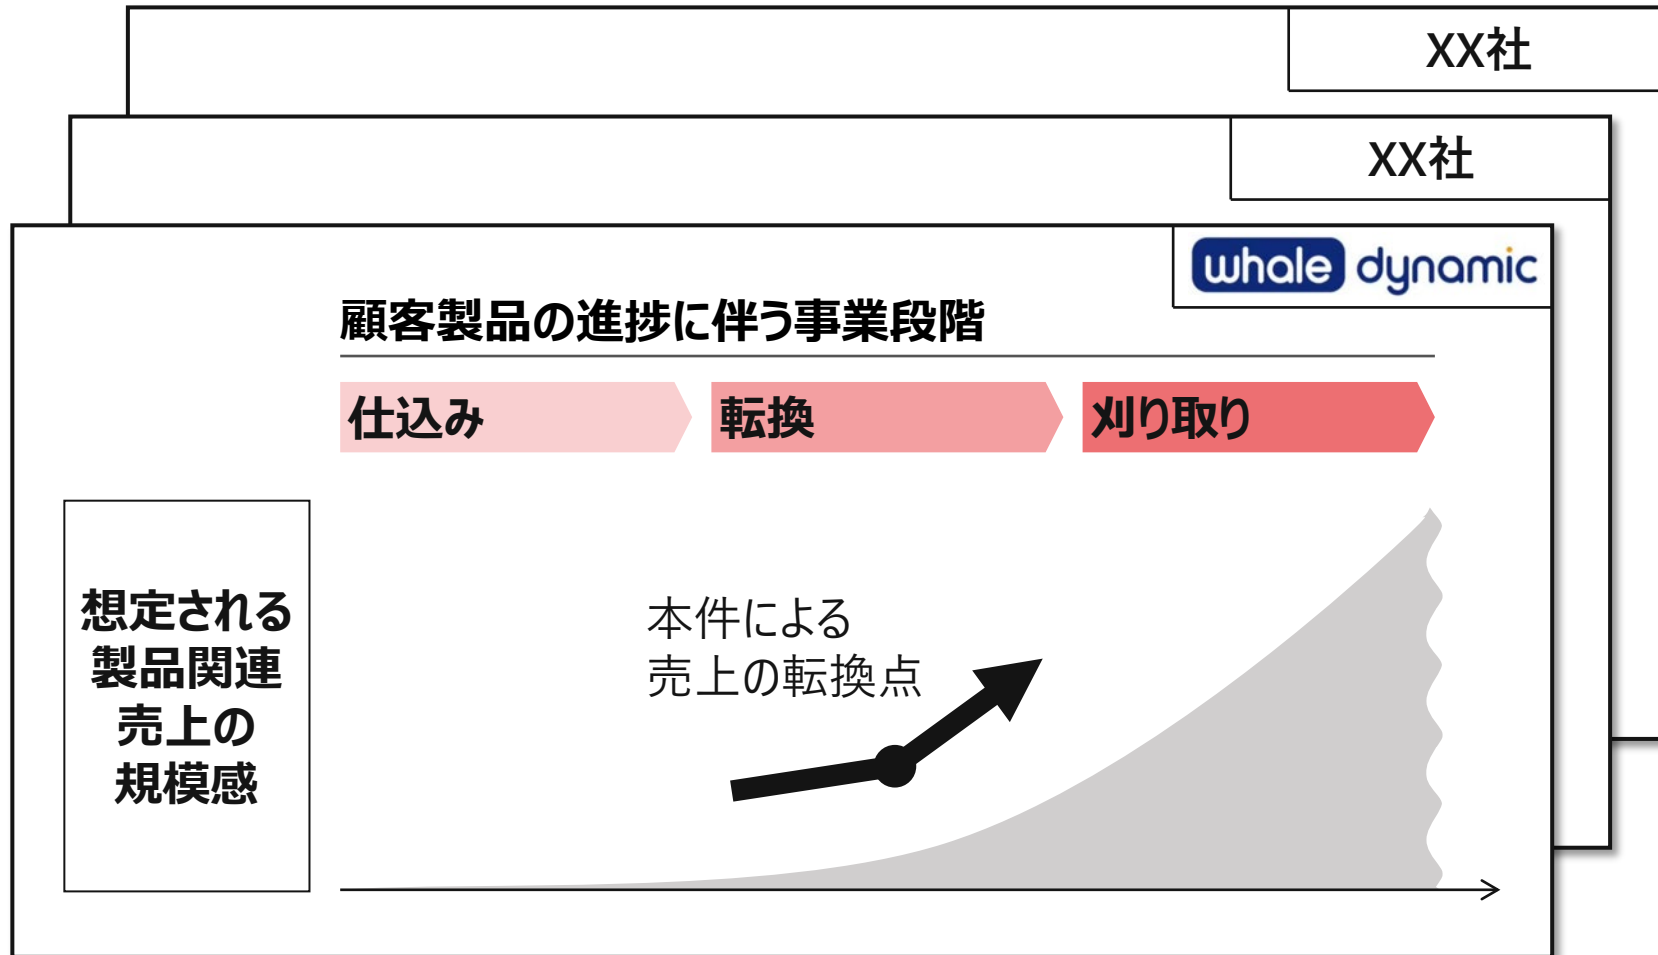 XX社
XX社
whale dynamic
顧客製品の進捗に伴う事業段階
仕込み
転換
刈り取り
想定される
製品関連
売上の
規模感
本件による
売上の転換点